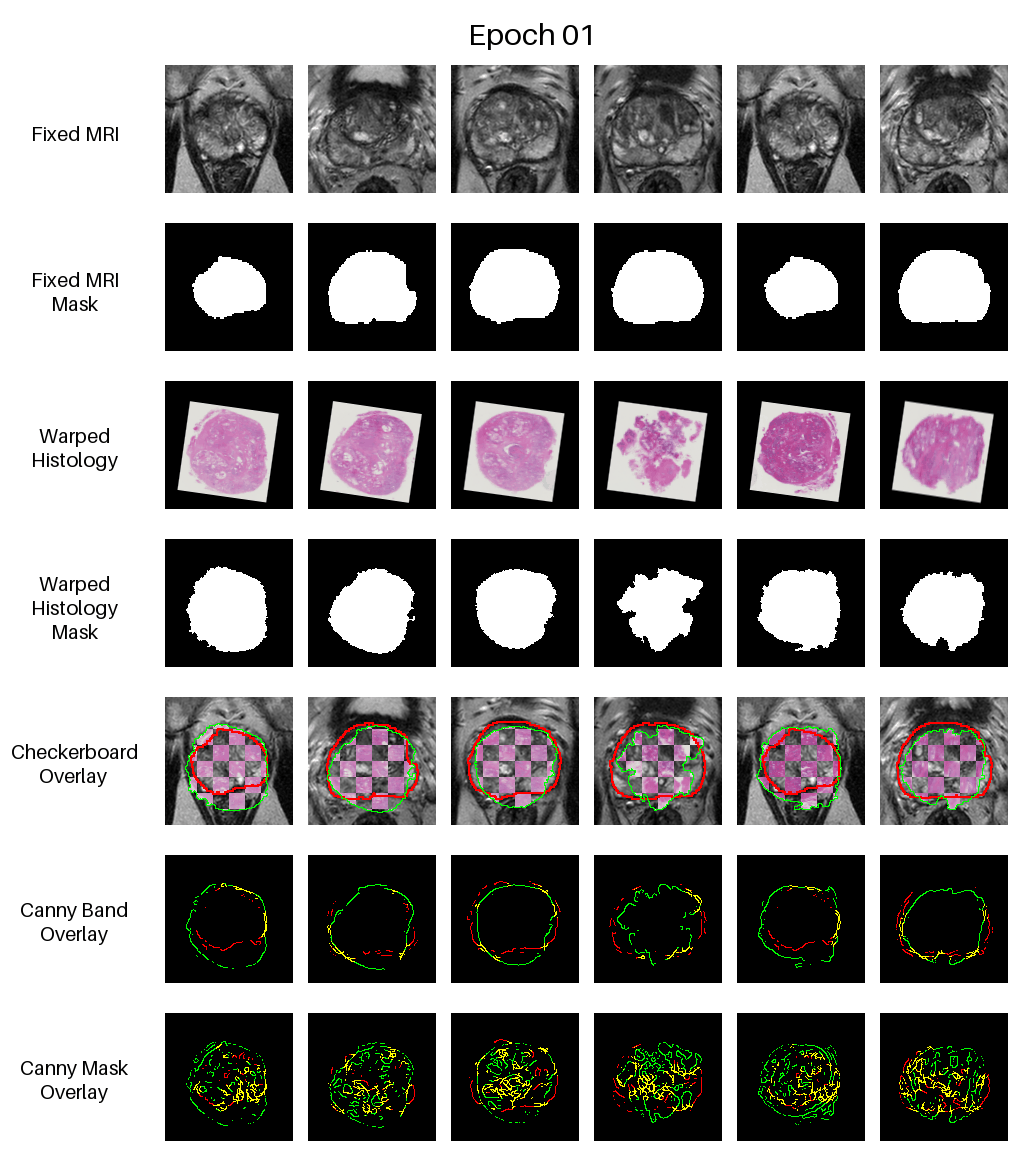 Epoch 01
Fixed MRI
Fixed MRI
Mask
Warped
Histology
Warped
Histology
Mask
Checkerboard
Overlay
Canny Band
Overlay
Canny Mask
Overlay